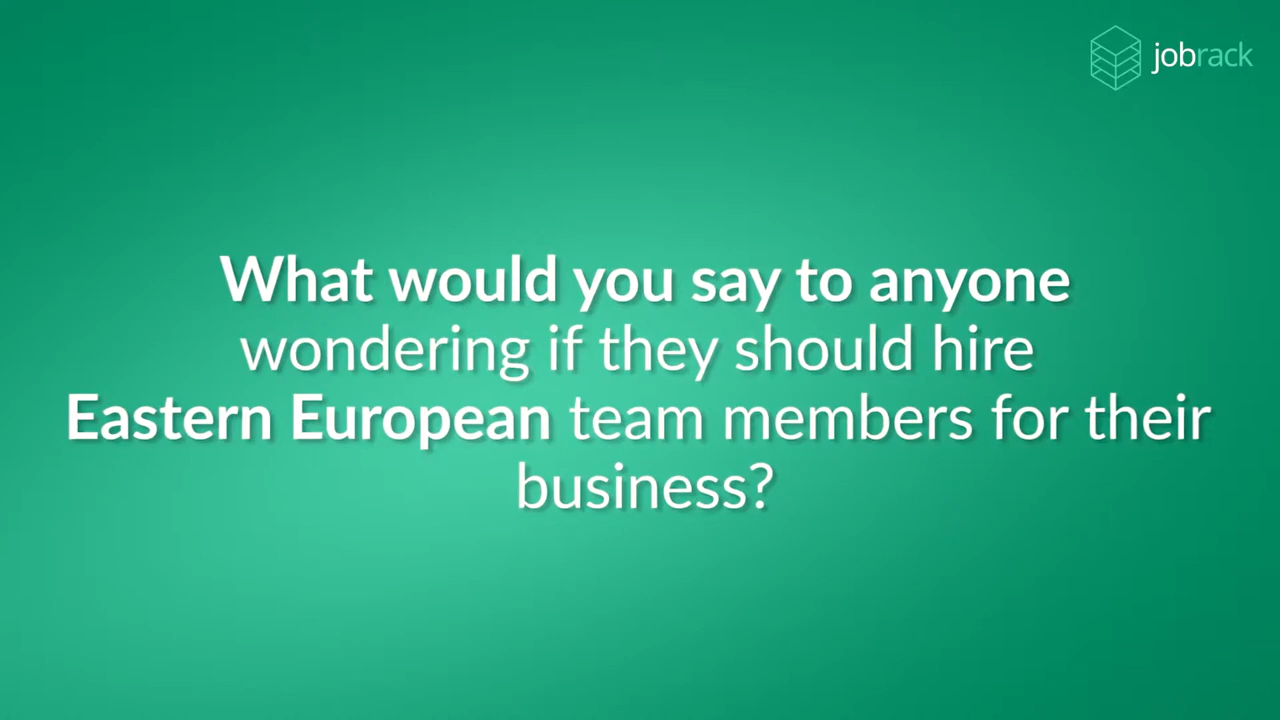 jobrack
What would you say to anyone
wondering if they should hire
Eastern European team members for their
business?